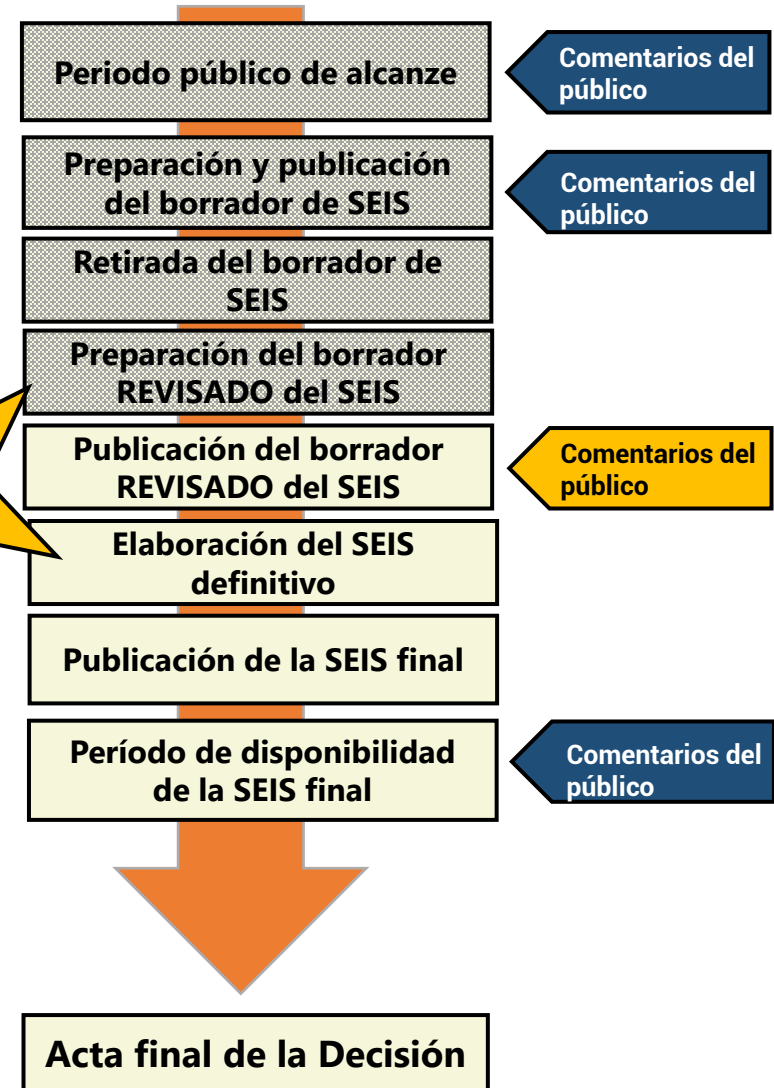 Periodo público de alcanze
Comentarios del
público
Preparación y publicación
del borrador de SEIS
Comentarios del
público
Retirada del borrador de
SEIS
Preparación del borrador
REVISADO del SEIS
Publicación del borrador
REVISADO del SEIS
Comentarios del
público
Elaboración del SEIS
definitivo
Publicación de la SEIS final
Período de disponibilidad
de la SEIS final
Comentarios del
público
Acta final de la Decisión